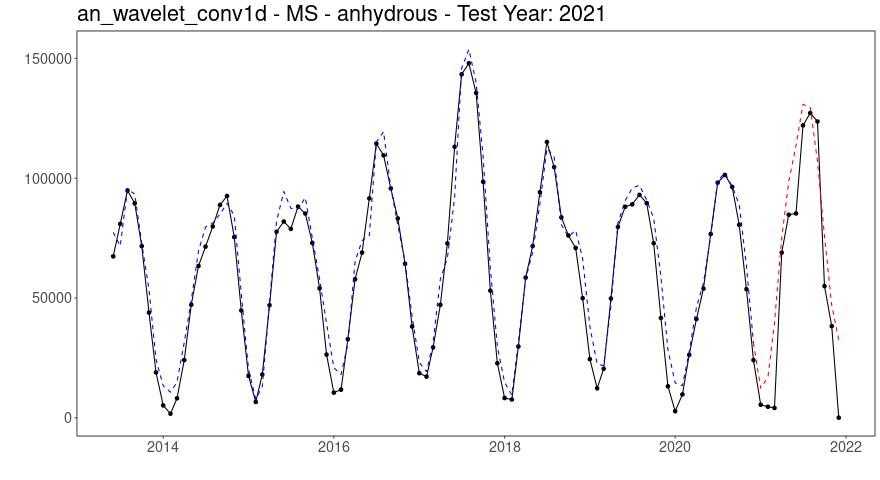 an_wavelet_conv1d - MS - anhydrous - Test Year: 2021
150000
100000
50000
0
2014 2016 2018 2020 2022